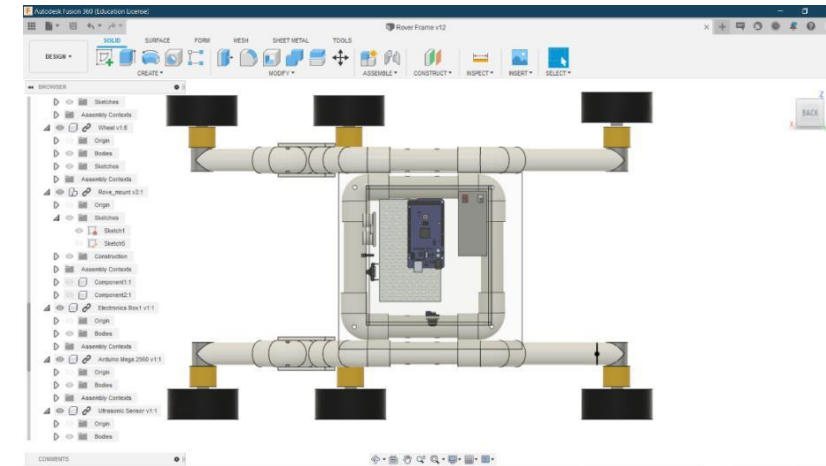 Autodesk Fusion 360 (Education License)
Rover Frame v12
SOLID SURFACE FORM MESH SHEET METAL TOOLS
DESIGN
CREATE MODIFY ASSEMBLE CONSTRUCT INSPECT INSERT SELECT
BROWSER
Sketches
Assembly Contexts
Wheel v1:6
Origin
Bodies
Sketches
Assembly Contexts
Rove_mount v3:1
Origin
Sketches
Sketch1
Sketch5
Construction
Assembly Contexts
Component1:1
Component2:1
Electronics Box1 v1:1
Origin
Bodies
Assembly Contexts
Arduino Mega 2560 v1:1
Origin
Bodies
Assembly Contexts
Ultrasonic Sensor v1:1
Origin
Bodies
COMMENTS
Z
BACK
X